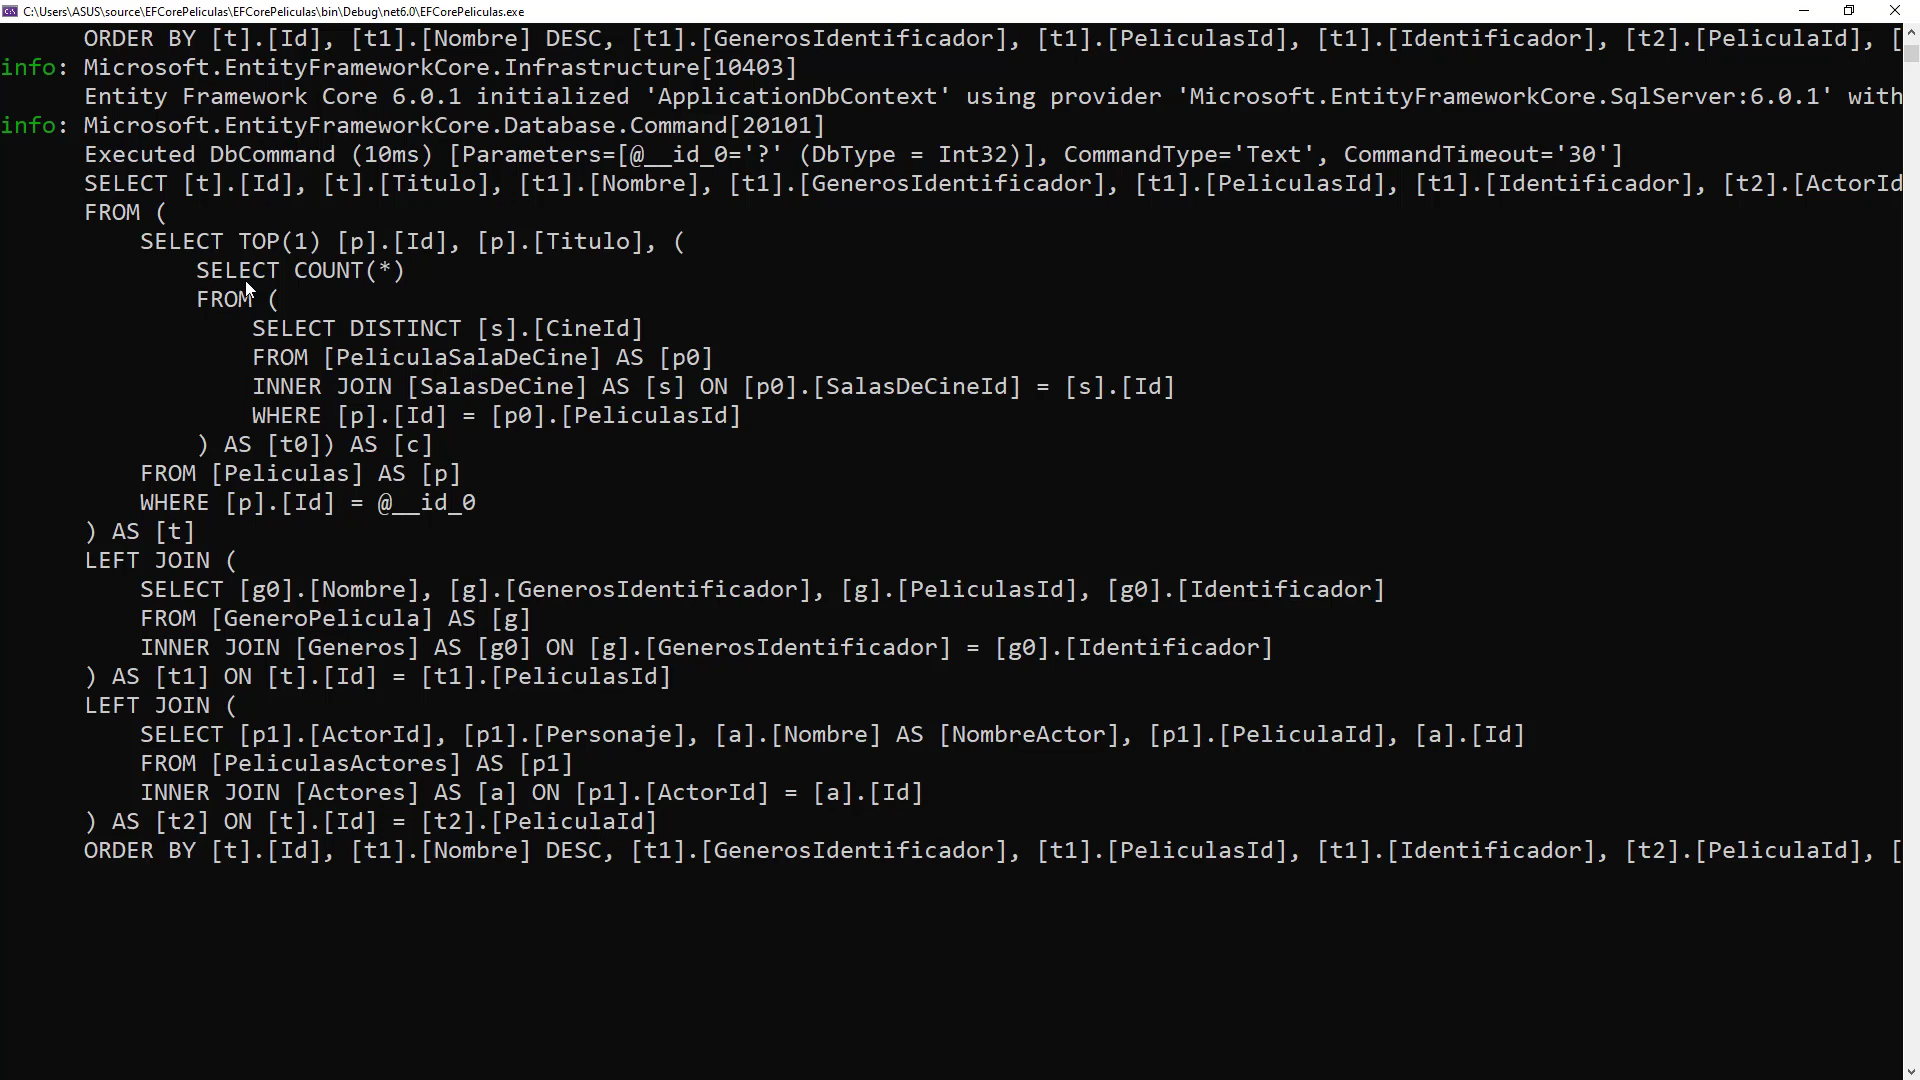 C:\Users\ASUS\source\EFCorePeliculas\EFCorePeliculas\bin\Debug\net6.0\EFCorePeliculas.exe
ORDER BY [t].[Id], [t1].[Nombre] DESC, [t1].[GenerosIdentificador], [t1].[PeliculasId], [t1].[Identificador], [t2].[PeliculaId], [
info: Microsoft.EntityFrameworkCore.Infrastructure[10403]
Entity Framework Core 6.0.1 initialized 'ApplicationDbContext' using provider 'Microsoft.EntityFrameworkCore.SqlServer:6.0.1' with
info: Microsoft.EntityFrameworkCore.Database.Command[20101]
Executed DbCommand (10ms) [Parameters=[@__id_0='?' (DbType = Int32)], CommandType='Text', CommandTimeout='30']
SELECT [t].[Id], [t].[Titulo], [t1].[Nombre], [t1].[GenerosIdentificador], [t1].[PeliculasId], [t1].[Identificador], [t2].[ActorId
FROM (
SELECT TOP(1) [p].[Id], [p].[Titulo], (
SELECT COUNT(*)
FROM (
SELECT DISTINCT [s].[CineId]
FROM [PeliculaSalaDeCine] AS [p0]
INNER JOIN [SalasDeCine] AS [s] ON [p0].[SalasDeCineId] = [s].[Id]
WHERE [p].[Id] = [p0].[PeliculasId]
) AS [t0]) AS [c]
FROM [Peliculas] AS [p]
WHERE [p].[Id] = @__id_0
) AS [t]
LEFT JOIN (
SELECT [g0].[Nombre], [g].[GenerosIdentificador], [g].[PeliculasId], [g0].[Identificador]
FROM [GeneroPelicula] AS [g]
INNER JOIN [Generos] AS [g0] ON [g].[GenerosIdentificador] = [g0].[Identificador]
) AS [t1] ON [t].[Id] = [t1].[PeliculasId]
LEFT JOIN (
SELECT [p1].[ActorId], [p1].[Personaje], [a].[Nombre] AS [NombreActor], [p1].[PeliculaId], [a].[Id]
FROM [PeliculasActores] AS [p1]
INNER JOIN [Actores] AS [a] ON [p1].[ActorId] = [a].[Id]
) AS [t2] ON [t].[Id] = [t2].[PeliculaId]
ORDER BY [t].[Id], [t1].[Nombre] DESC, [t1].[GenerosIdentificador], [t1].[PeliculasId], [t1].[Identificador], [t2].[PeliculaId], [